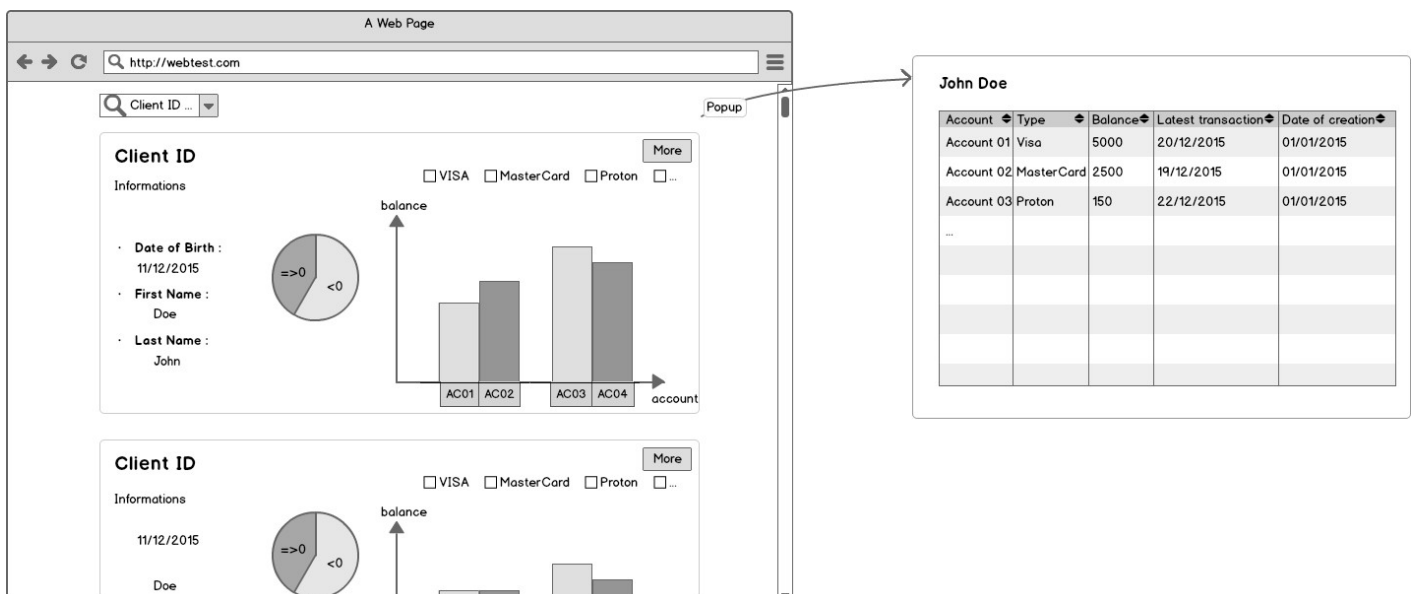 A Web Page
http://webtest.com
Client ID ...
Popup
Client ID
More
Informations
VISA MasterCard Proton ...
balance
· Date of Birth :
11/12/2015
· First Name :
Doe
· Last Name :
John
=>0
<0
AC01 AC02 AC03 AC04
account
Client ID
More
Informations
VISA MasterCard Proton ...
balance
11/12/2015
Doe
=>0
<0
John Doe
Account Type Balance Latest transaction Date of creation
Account 01 Visa 5000 20/12/2015 01/01/2015
Account 02 MasterCard 2500 19/12/2015 01/01/2015
Account 03 Proton 150 22/12/2015 01/01/2015
...